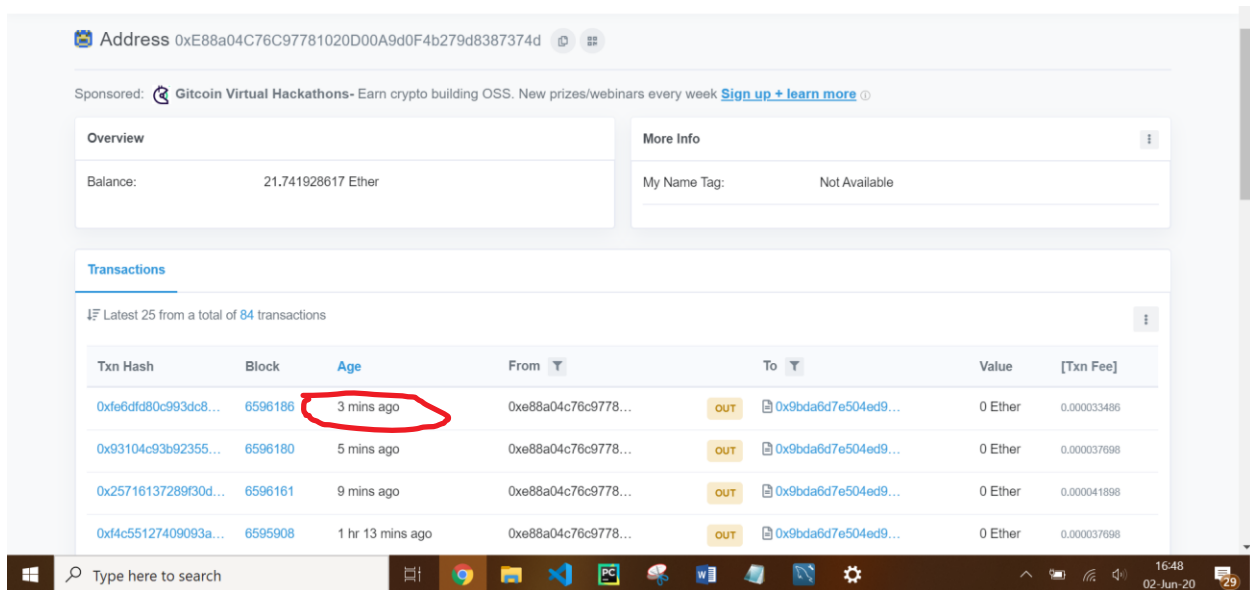 Address 0xE88a04C76C97781020D00A9d0F4b279d8387374d
Sponsored: Gitcoin Virtual Hackathons- Earn crypto building OSS. New prizes/webinars every week Sign up + learn more
Overview
Balance: 21.741928617 Ether
More Info
My Name Tag: Not Available
Transactions
Latest 25 from a total of 84 transactions
Txn Hash Block Age From To Value [Txn Fee]
0xfe6dfd80c993dc8... 6596186 3 mins ago 0xe88a04c76c9778... OUT 0x9bda6d7e504ed9... 0 Ether 0.000033486
0x93104c93b92355... 6596180 5 mins ago 0xe88a04c76c9778... OUT 0x9bda6d7e504ed9... 0 Ether 0.000037698
0x25716137289f30d... 6596161 9 mins ago 0xe88a04c76c9778... OUT 0x9bda6d7e504ed9... 0 Ether 0.000041898
0xf4c55127409093a... 6595908 1 hr 13 mins ago 0xe88a04c76c9778... OUT 0x9bda6d7e504ed9... 0 Ether 0.000037698
Type here to search
PC
W
16:48
02-Jun-20
29